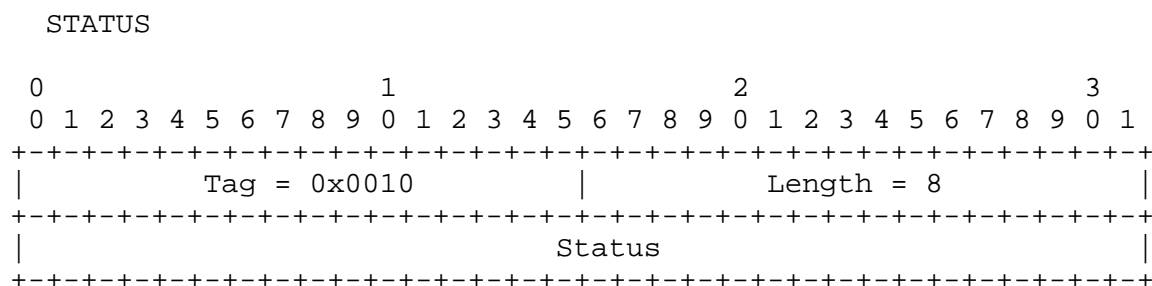 STATUS
0                   1                   2                   3
0 1 2 3 4 5 6 7 8 9 0 1 2 3 4 5 6 7 8 9 0 1 2 3 4 5 6 7 8 9 0 1
+-+-+-+-+-+-+-+-+-+-+-+-+-+-+-+-+-+-+-+-+-+-+-+-+-+-+-+-+-+-+-+-+
|          Tag = 0x0010         |          Length = 8           |
+-+-+-+-+-+-+-+-+-+-+-+-+-+-+-+-+-+-+-+-+-+-+-+-+-+-+-+-+-+-+-+-+
|                              Status                           |
+-+-+-+-+-+-+-+-+-+-+-+-+-+-+-+-+-+-+-+-+-+-+-+-+-+-+-+-+-+-+-+-+